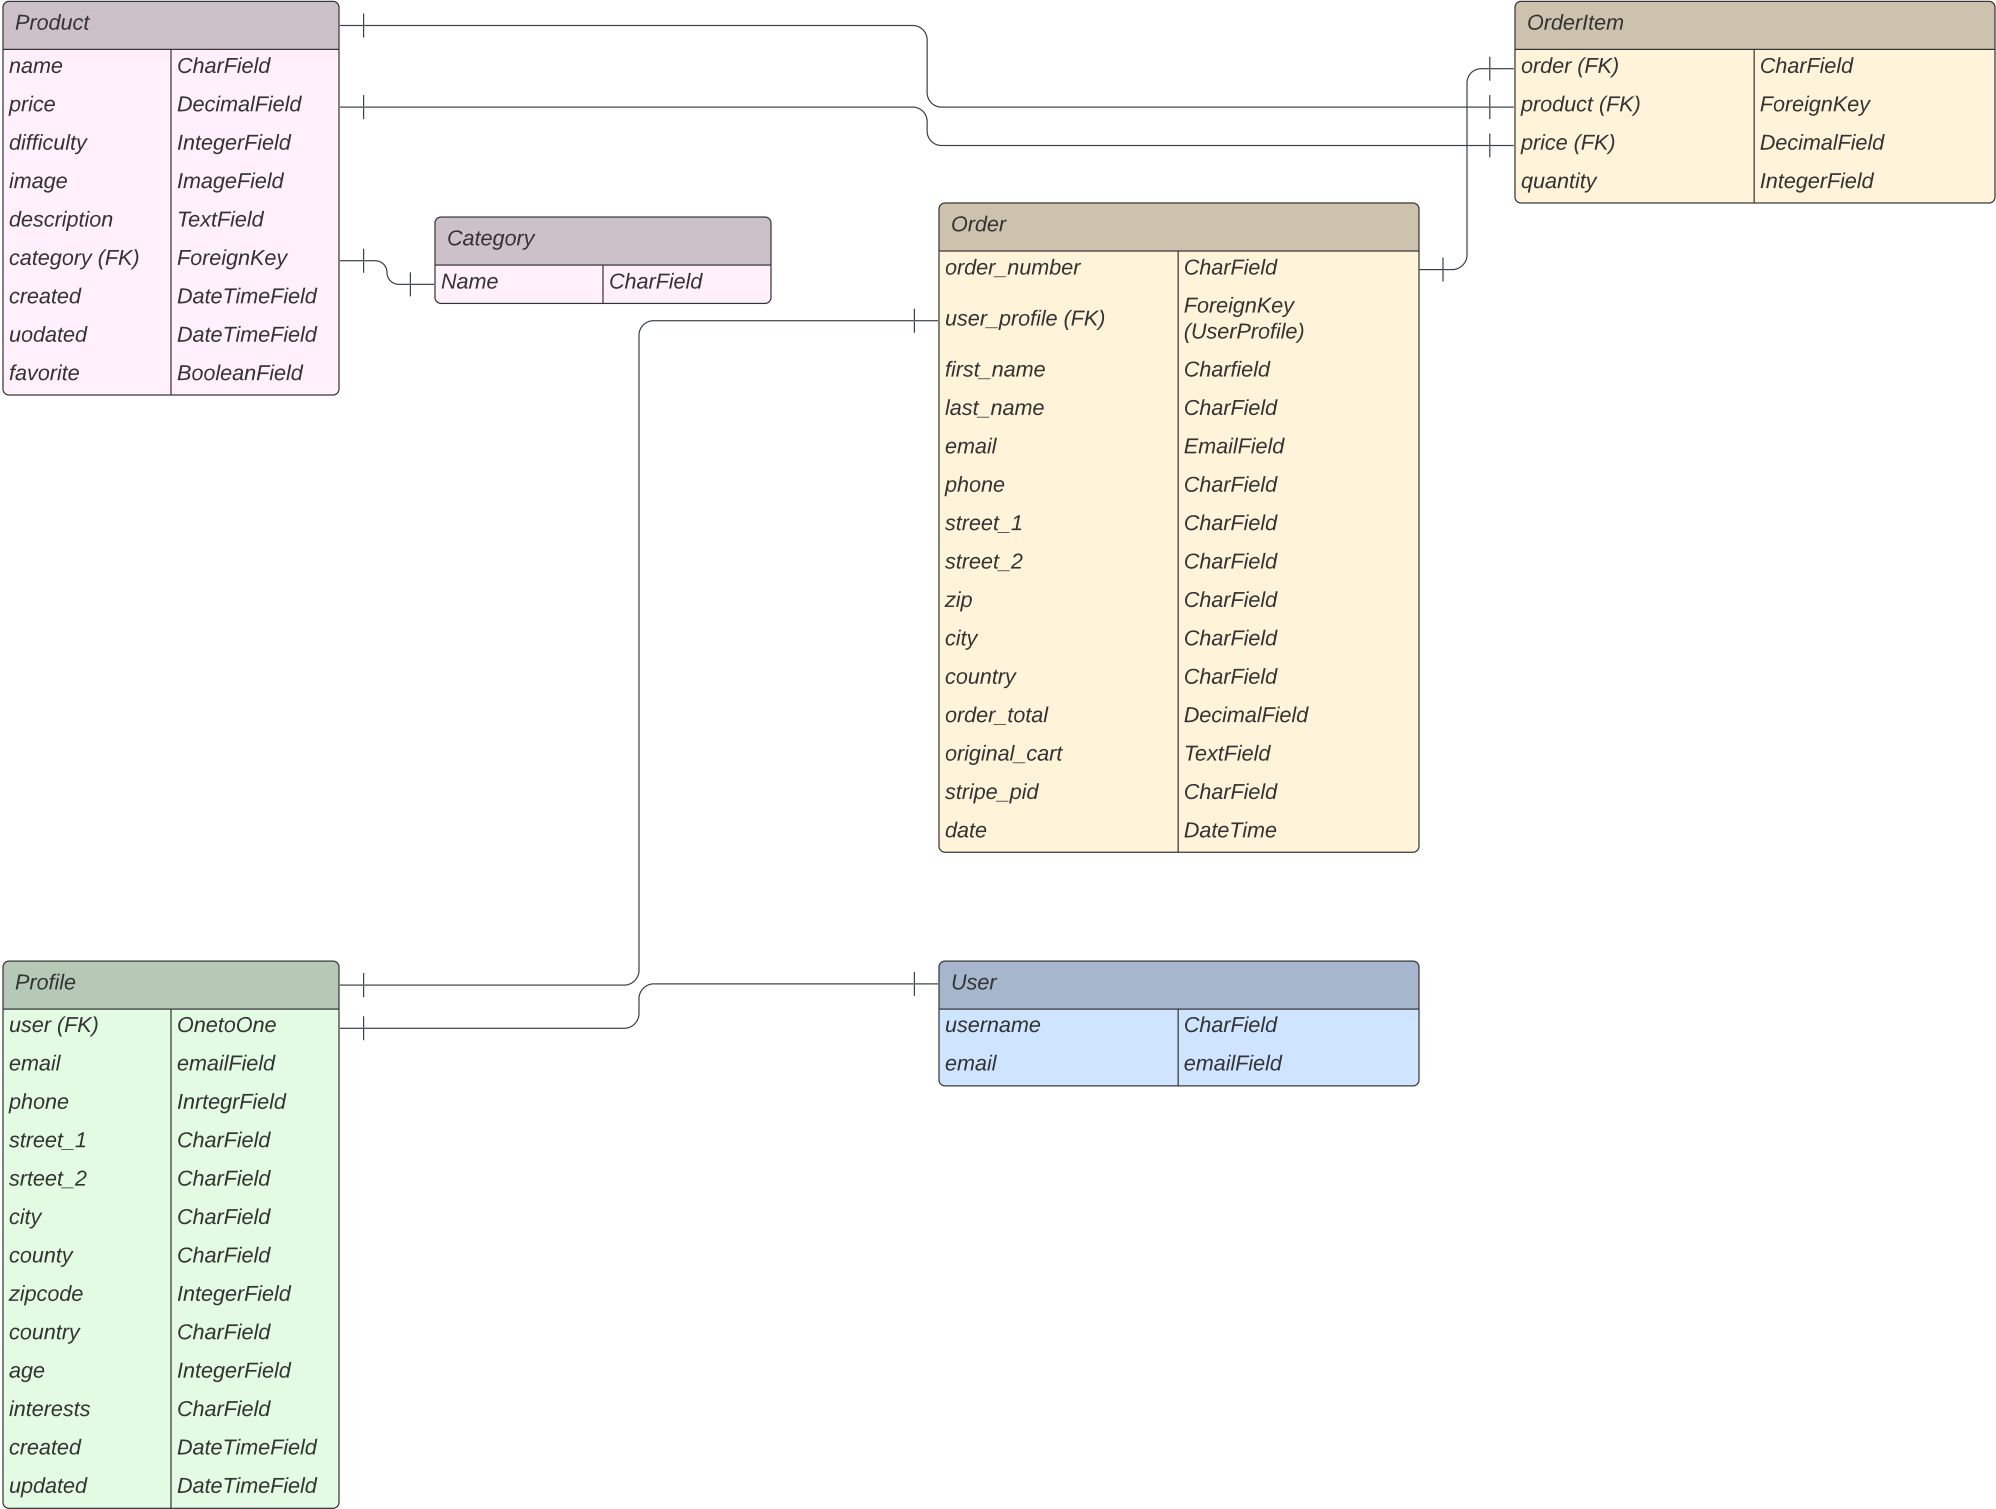 Product
name CharField
price DecimalField
difficulty IntegerField
image ImageField
description TextField
category (FK) ForeignKey
created DateTimeField
uodated DateTimeField
favorite BooleanField
Category
Name CharField
OrderItem
order (FK) CharField
product (FK) ForeignKey
price (FK) DecimalField
quantity IntegerField
Order
order_number CharField
user_profile (FK) ForeignKey
(UserProfile)
first_name Charfield
last_name CharField
email EmailField
phone CharField
street_1 CharField
street_2 CharField
zip CharField
city CharField
country CharField
order_total DecimalField
original_cart TextField
stripe_pid CharField
date DateTime
Profile
user (FK) OnetoOne
email emailField
phone InrtegrField
street_1 CharField
srteet_2 CharField
city CharField
county CharField
zipcode IntegerField
country CharField
age IntegerField
interests CharField
created DateTimeField
updated DateTimeField
User
username CharField
email emailField